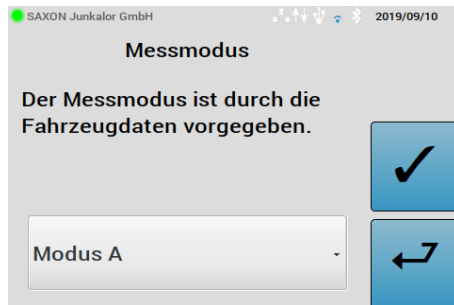 SAXON Junkalor GmbH
2019/09/10
Messmodus
Der Messmodus ist durch die
Fahrzeugdaten vorgegeben.
Modus A